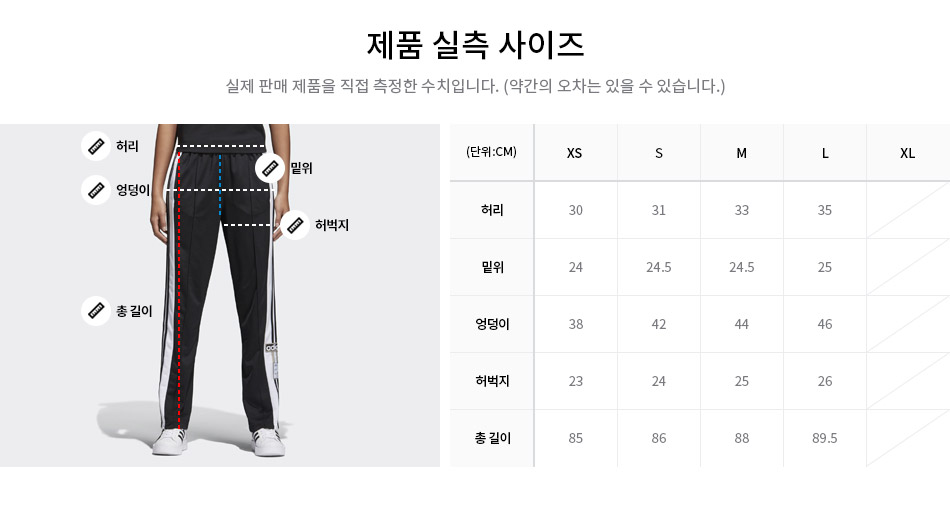 제품 실측 사이즈
실제 판매 제품을 직접 측정한 수치입니다. (약간의 오차는 있을 수 있습니다.)
허리
밑위
엉덩이
허벅지
총 길이
(단위:CM) XS S M L XL
허리 30 31 33 35
밑위 24 24.5 24.5 25
엉덩이 38 42 44 46
허벅지 23 24 25 26
총 길이 85 86 88 89.5